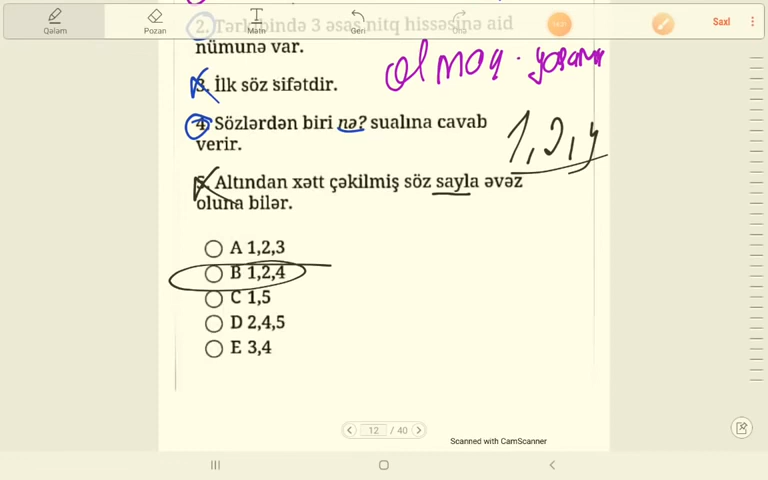 Qələm
Pozan
Mətn
Geri
Saxl
2. Tərkibində 3 əsas nitq hissəsinə aid
nümunə var.
3. İlk söz sifətdir.
olmaq.
4. Sözlərdən biri nə? sualına cavab
verir.
1,2,4
5. Altından xətt çəkilmiş söz sayla əvəz
oluna bilər.
A 1,2,3
B 1,2,4
C 1,5
D 2,4,5
E 3,4
12 / 40
Scanned with CamScanner